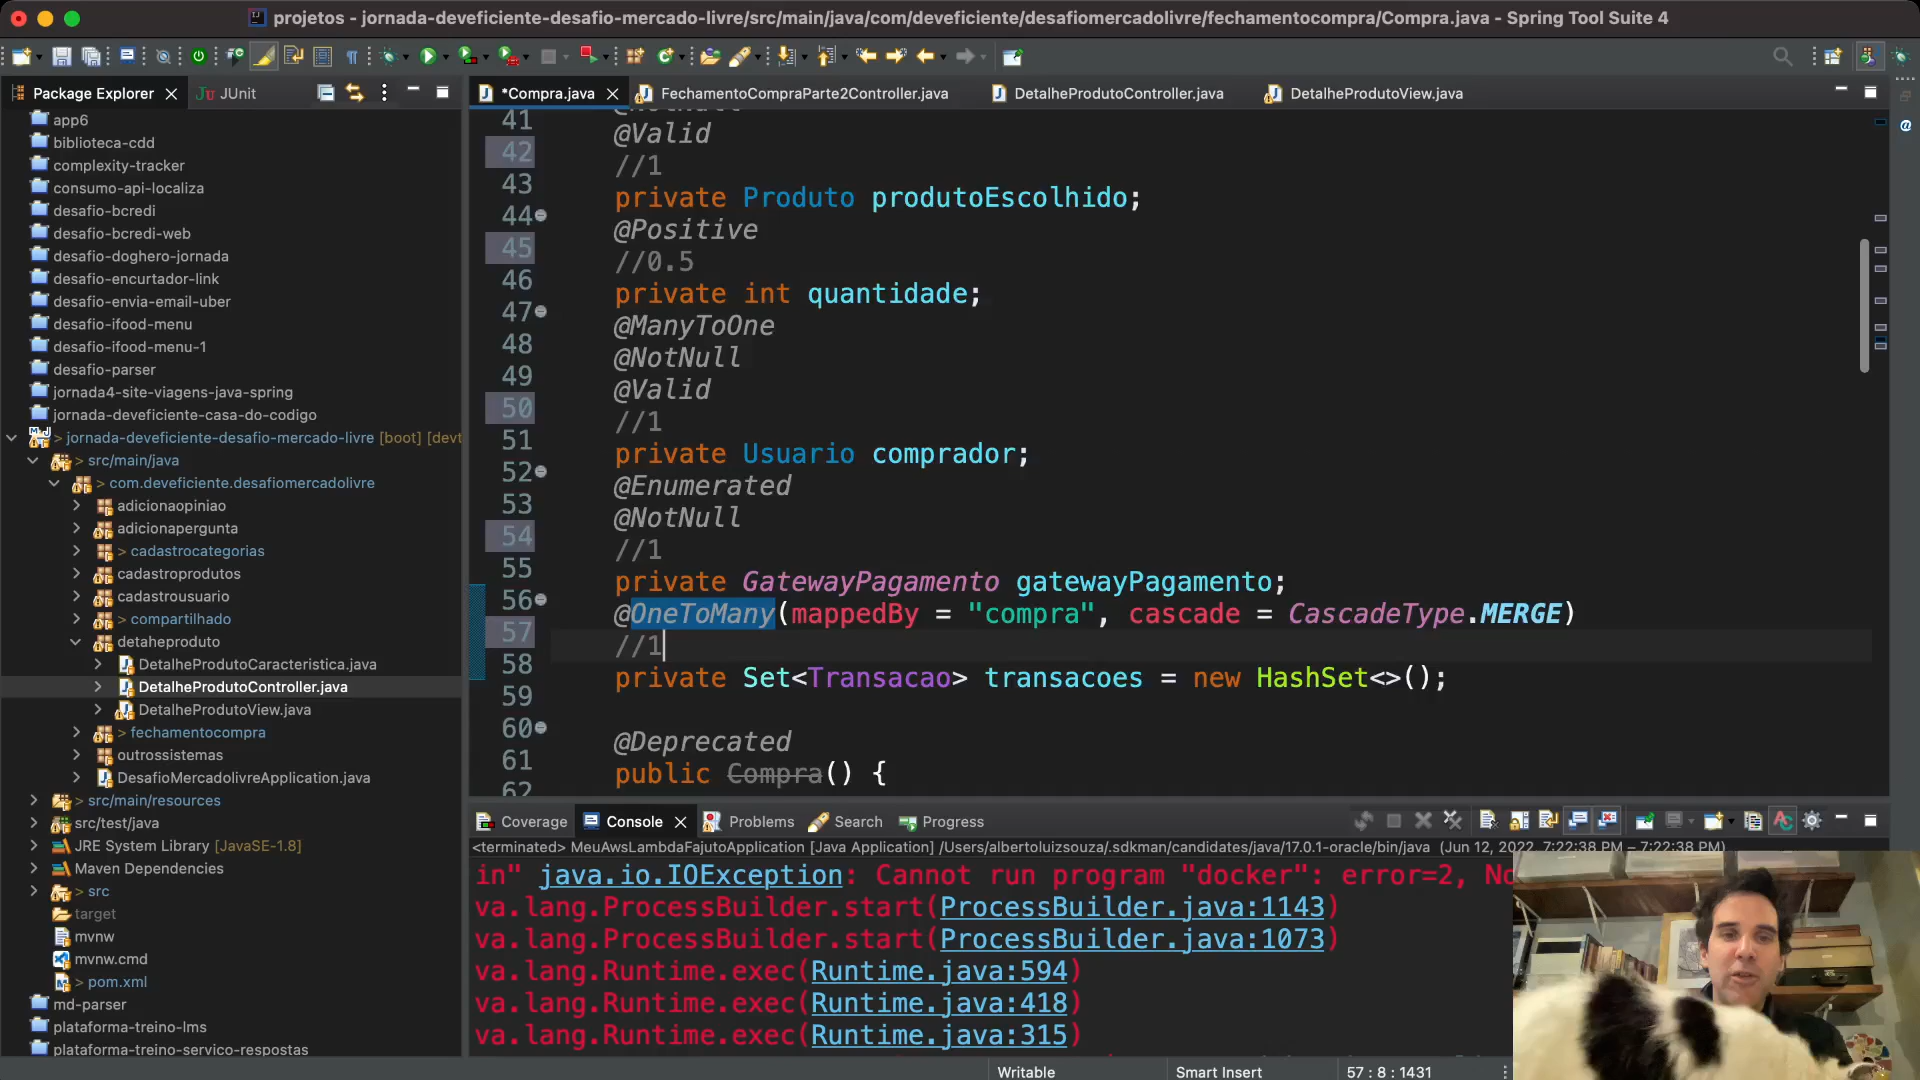 projetos - jornada-deveficiente-desafio-mercado-livre/src/main/java/com/deveficiente/desafiomercadolivre/fechamentocompra/Compra.java - Spring Tool Suite 4
Package Explorer
JUnit
app6
biblioteca-cdd
complexity-tracker
consumo-api-localiza
desafio-bcredi
desafio-bcredi-web
desafio-doghero-jornada
desafio-encurtador-link
desafio-envia-email-uber
desafio-ifood-menu
desafio-ifood-menu-1
desafio-parser
jornada4-site-viagens-java-spring
jornada-deveficiente-casa-do-codigo
> jornada-deveficiente-desafio-mercado-livre [boot] [devt
> src/main/java
> com.deveficiente.desafiomercadolivre
adicionaopiniao
adicionapergunta
> cadastrocategorias
cadastroprodutos
cadastrousuario
> compartilhado
detaheproduto
DetalheProdutoCaracteristica.java
DetalheProdutoController.java
DetalheProdutoView.java
> fechamentocompra
outrossistemas
DesafioMercadolivreApplication.java
> src/main/resources
src/test/java
JRE System Library [JavaSE-1.8]
Maven Dependencies
> src
target
mvnw
mvnw.cmd
> pom.xml
md-parser
plataforma-treino-lms
plataforma-treino-servico-respostas
*Compra.java
FechamentoCompraParte2Controller.java
DetalheProdutoController.java
DetalheProdutoView.java
41
@Valid
42
//1
43
private Produto produtoEscolhido;
44
@Positive
45
//0.5
46
private int quantidade;
47
@ManyToOne
48
@NotNull
49
@Valid
50
//1
51
private Usuario comprador;
52
@Enumerated
53
@NotNull
54
//1
55
private GatewayPagamento gatewayPagamento;
56
@OneToMany(mappedBy = "compra", cascade = CascadeType.MERGE)
57
//1
58
private Set<Transacao> transacoes = new HashSet<>();
59
60
@Deprecated
61
public Compra() {
62
Coverage
Console
Problems
Search
Progress
<terminated> MeuAwsLambdaFajutoApplication [Java Application] /Users/albertoluizsouza/.sdkman/candidates/java/17.0.1-oracle/bin/java (Jun 12, 2022, 7:22:38 PM – 7:22:38 PM)
in" java.io.IOException: Cannot run program "docker": error=2, No
va.lang.ProcessBuilder.start(ProcessBuilder.java:1143)
va.lang.ProcessBuilder.start(ProcessBuilder.java:1073)
va.lang.Runtime.exec(Runtime.java:594)
va.lang.Runtime.exec(Runtime.java:418)
va.lang.Runtime.exec(Runtime.java:315)
Writable
Smart Insert
57 : 8 : 1431